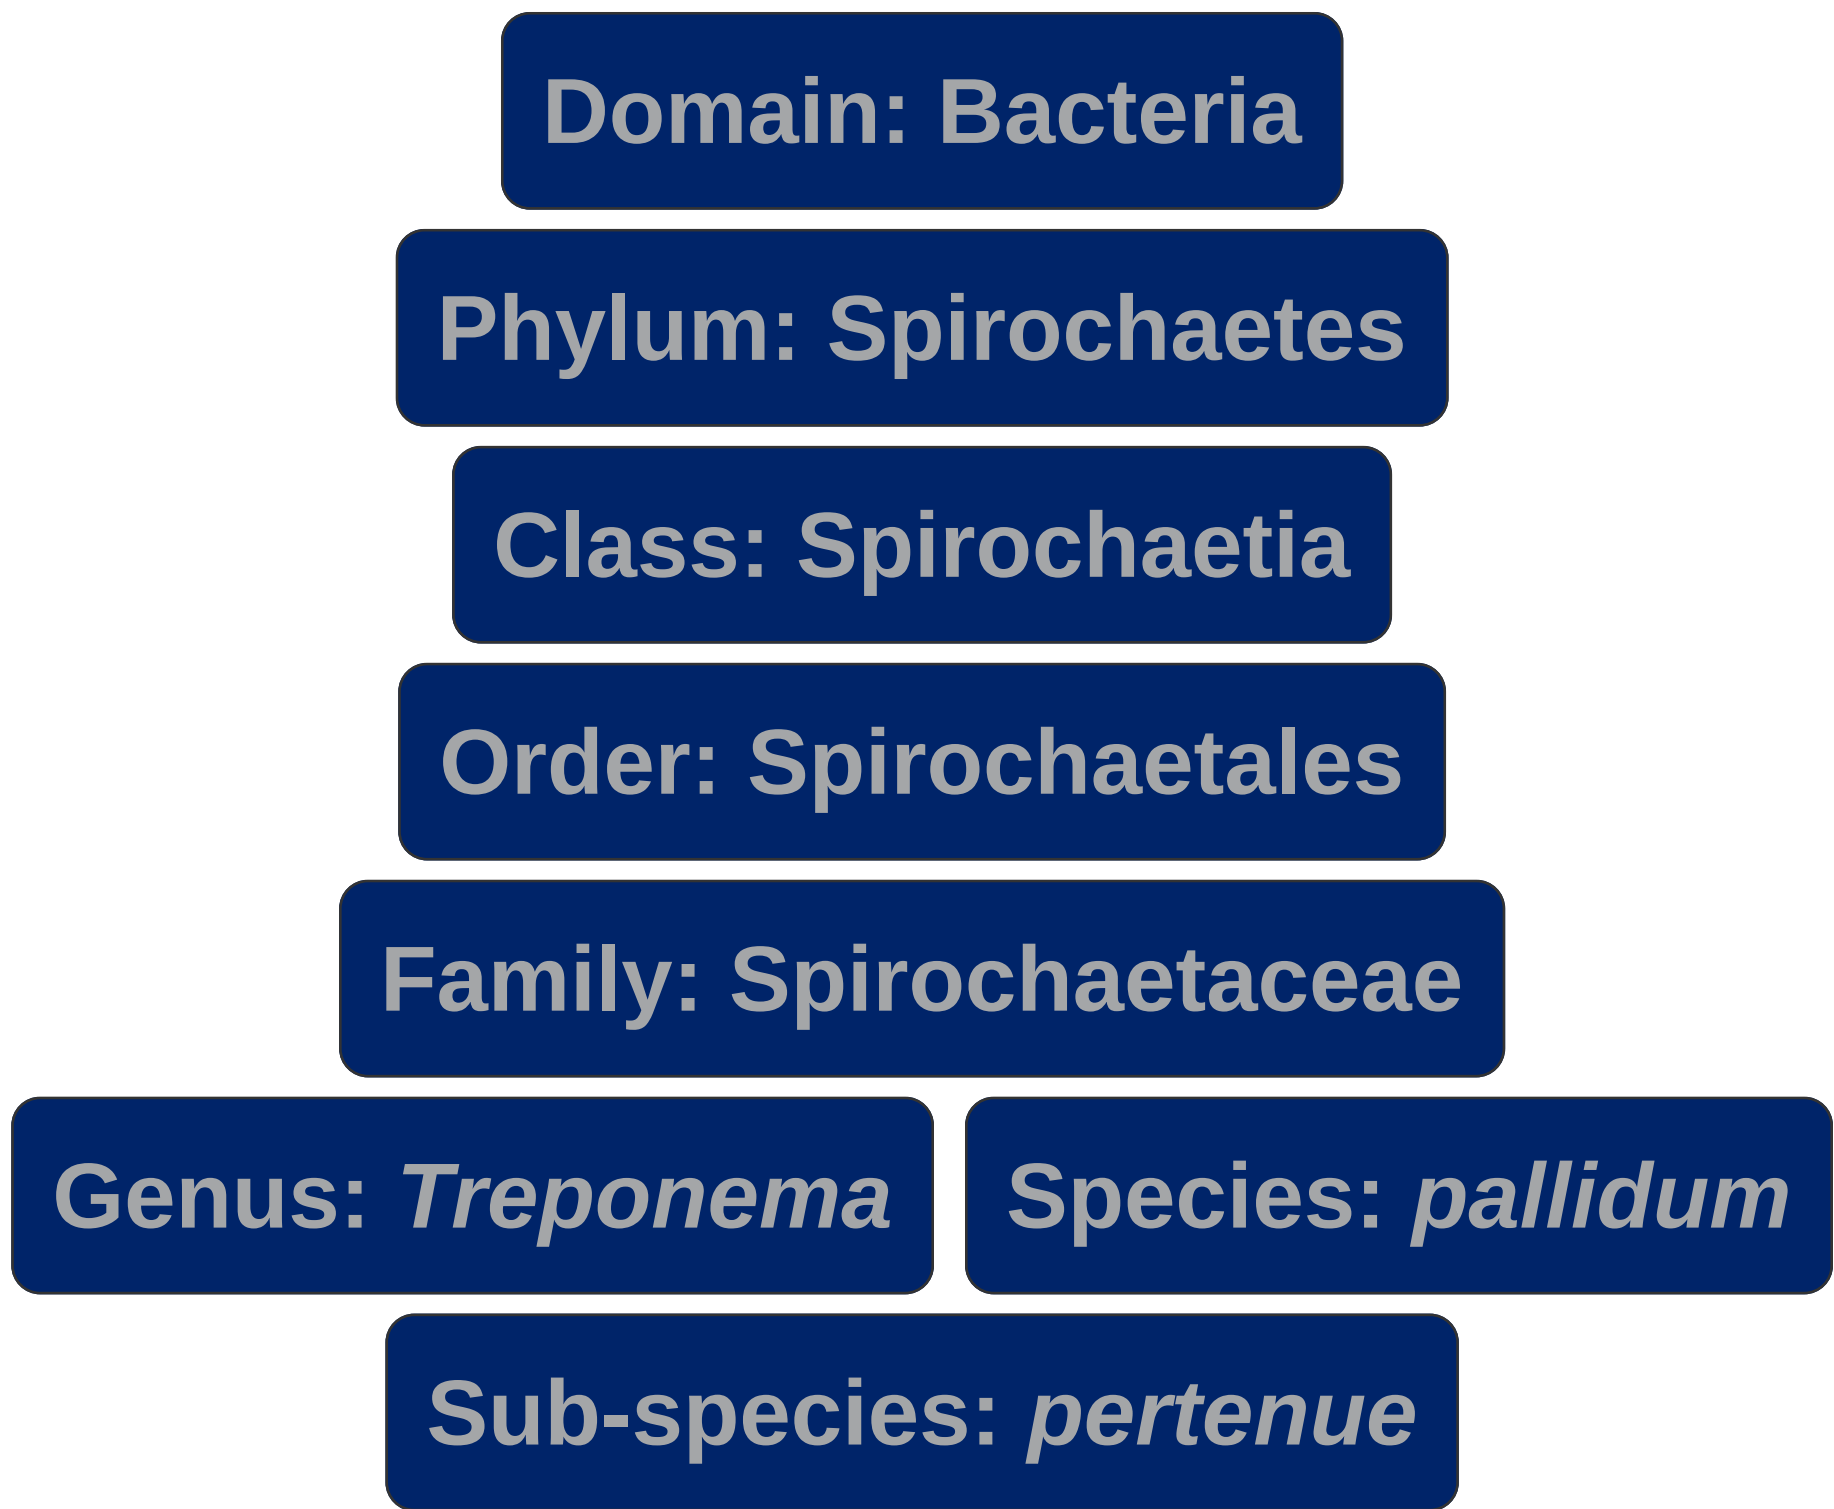 Domain: Bacteria
Phylum: Spirochaetes
Class: Spirochaetia
Order: Spirochaetales
Family: Spirochaetaceae
Genus: Treponema
Species: pallidum
Sub-species: pertenue